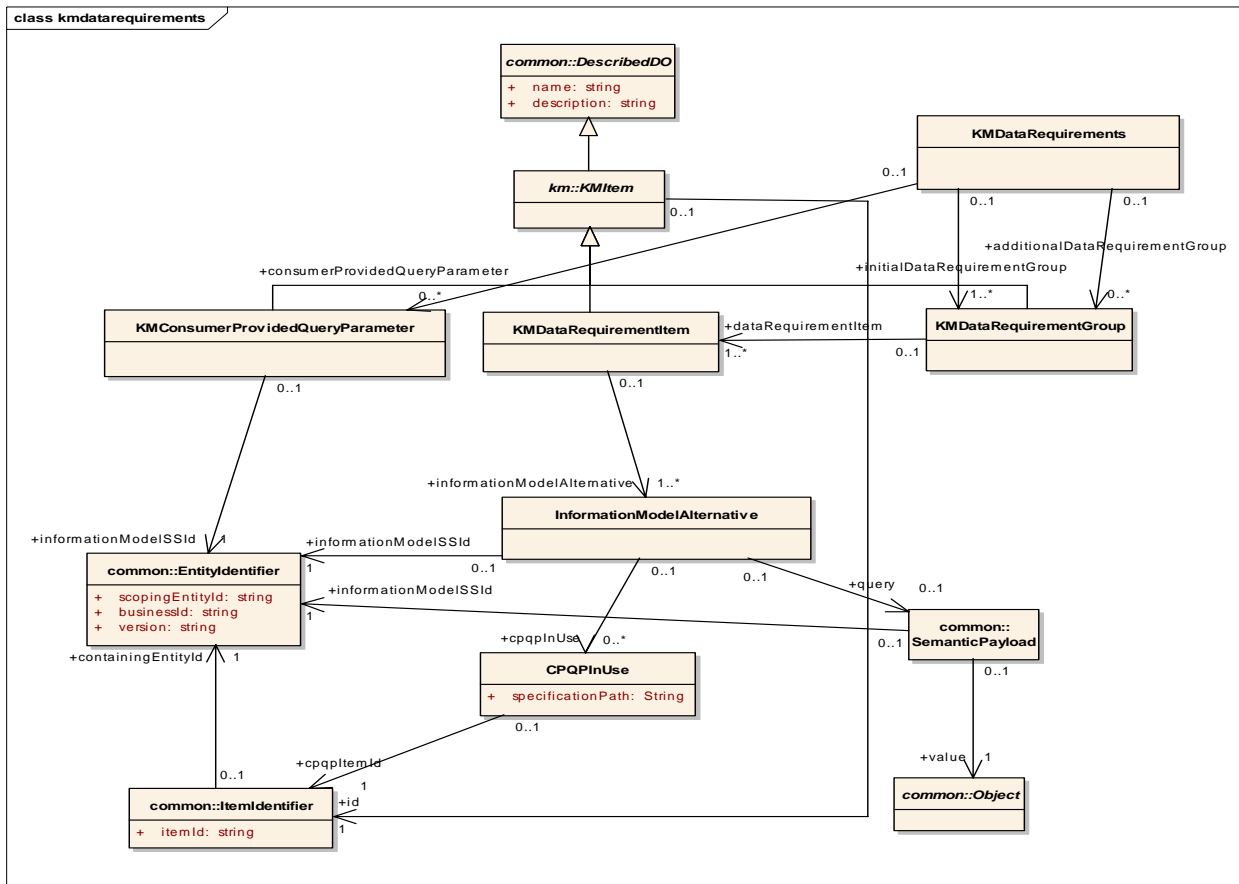 class kmdatarequirements
common::DescribedDO
+ name: string
+ description: string
KMDataRequirements
km::KMItem
0..1
0..1
0..1
0..1
+additionalDataRequirementGroup
+consumerProvidedQueryParameter
+initialDataRequirementGroup
0..*
1..*
0..*
KMConsumerProvidedQueryParameter
KMDataRequirementItem
+dataRequirementItem
KMDataRequirementGroup
1..*
0..1
0..1
0..1
+informationModelAlternative
1..*
InformationModelAlternative
+informationModelSSId
1
+informationModelSSId
common::EntityIdentifier
1
0..1
0..1
0..1
+ scopingEntityId: string
+ businessId: string
+ version: string
+informationModelSSId
1
+query
0..1
common::
SemanticPayload
0..1
+containingEntityId
1
+cpqpInUse
0..*
0..1
CPQPInUse
+ specificationPath: String
0..1
+cpqpItemId
1
+value
1
0..1
common::ItemIdentifier
+ itemId: string
+id
1
common::Object